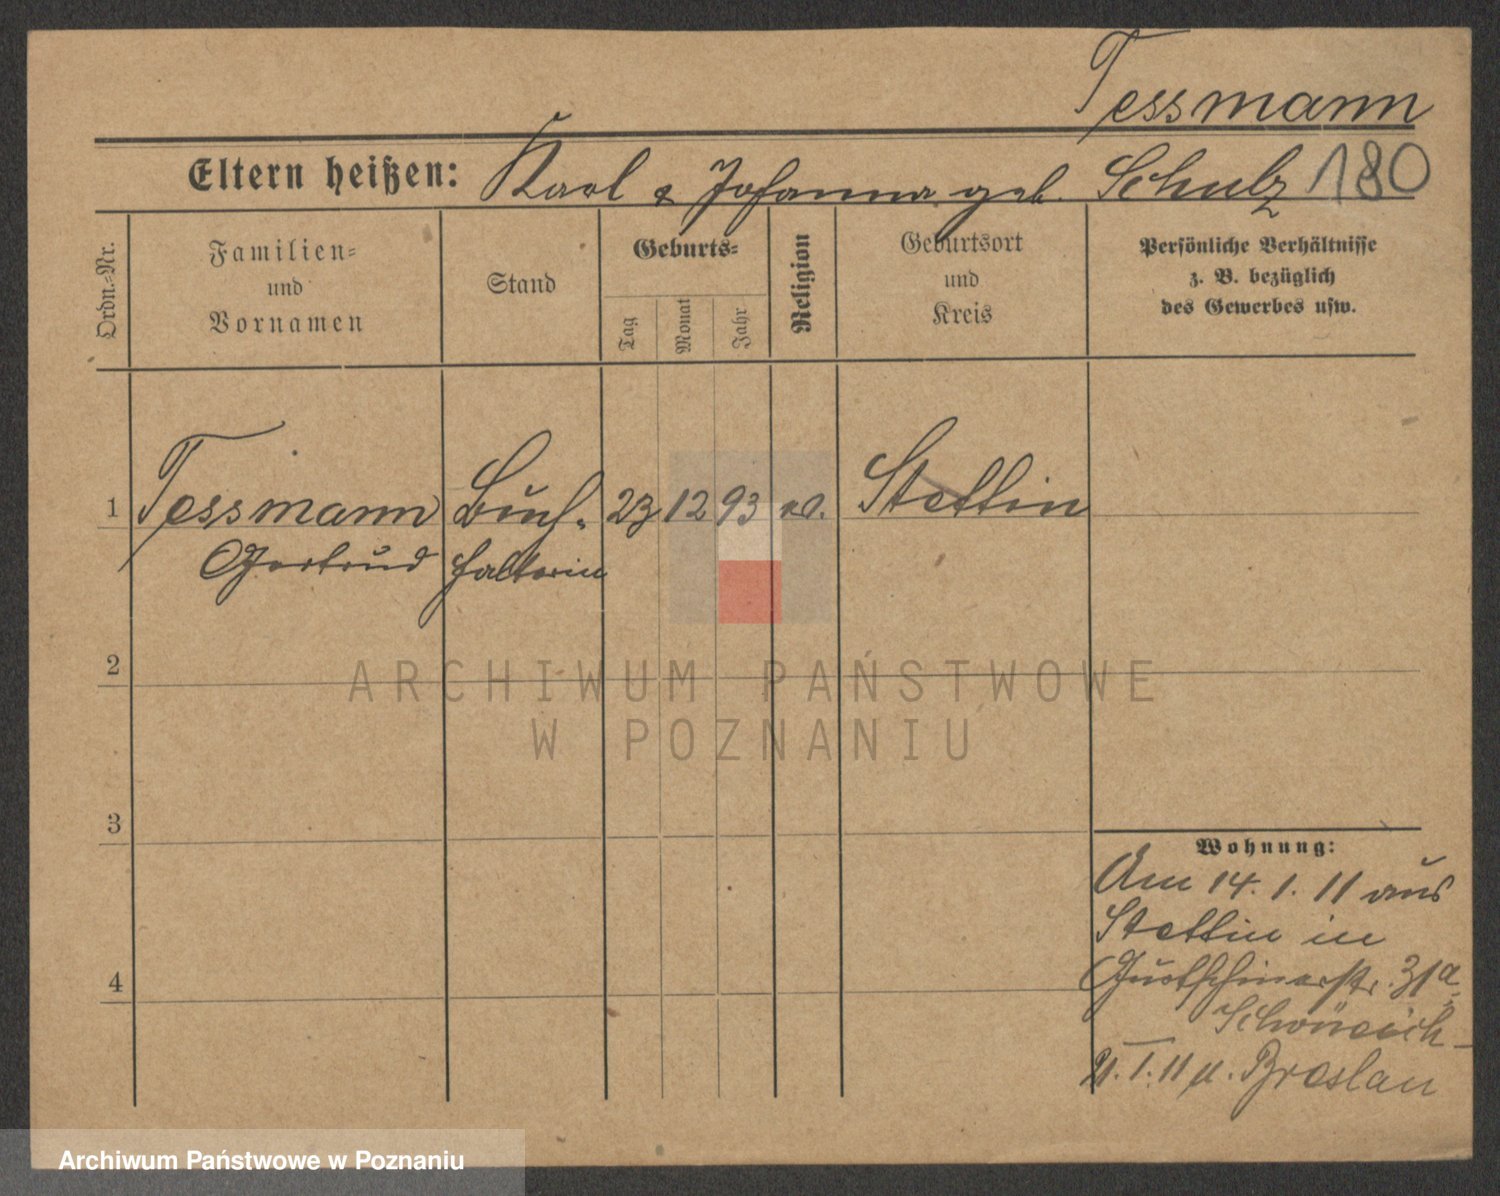 Tessmann
Eltern heißen: Karl & Johanna geb. Schulz 180
Ordn.=Nr.
Familien=
und
Vornamen
Stand
Geburts=
Tag
Monat
Jahr
Religion
Geburtsort
und
Kreis
Persönliche Verhältnisse
z. B. bezüglich
des Gewerbes usw.
1 Tessmann Buch- 23 12 93 ev. Stettin
Gertrud halterin
2
ARCHIWUM PAŃSTWOWE
W POZNANIU
3
Wohnung:
Am 14. 1. 11 aus
Stettin in
4
31a
Schöneich
21. I. 11 n. Breslau
Archiwum Państwowe w Poznaniu